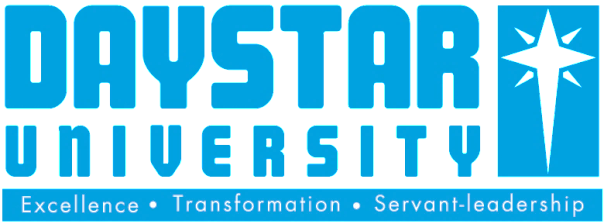 DAYSTAR
UNIVERSITY
Excellence • Transformation • Servant-leadership